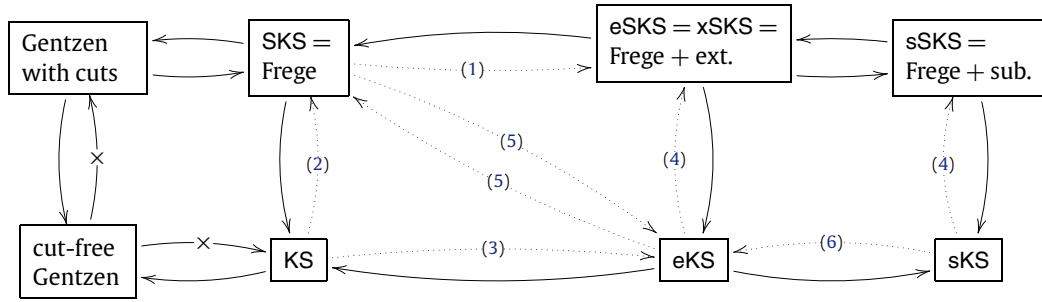 Gentzen
with cuts
SKS =
Frege
eSKS = xSKS =
Frege + ext.
sSKS =
Frege + sub.
(1)
×
(2)
(5)
(5)
(4)
(4)
cut-free
Gentzen
×
KS
(3)
eKS
(6)
sKS